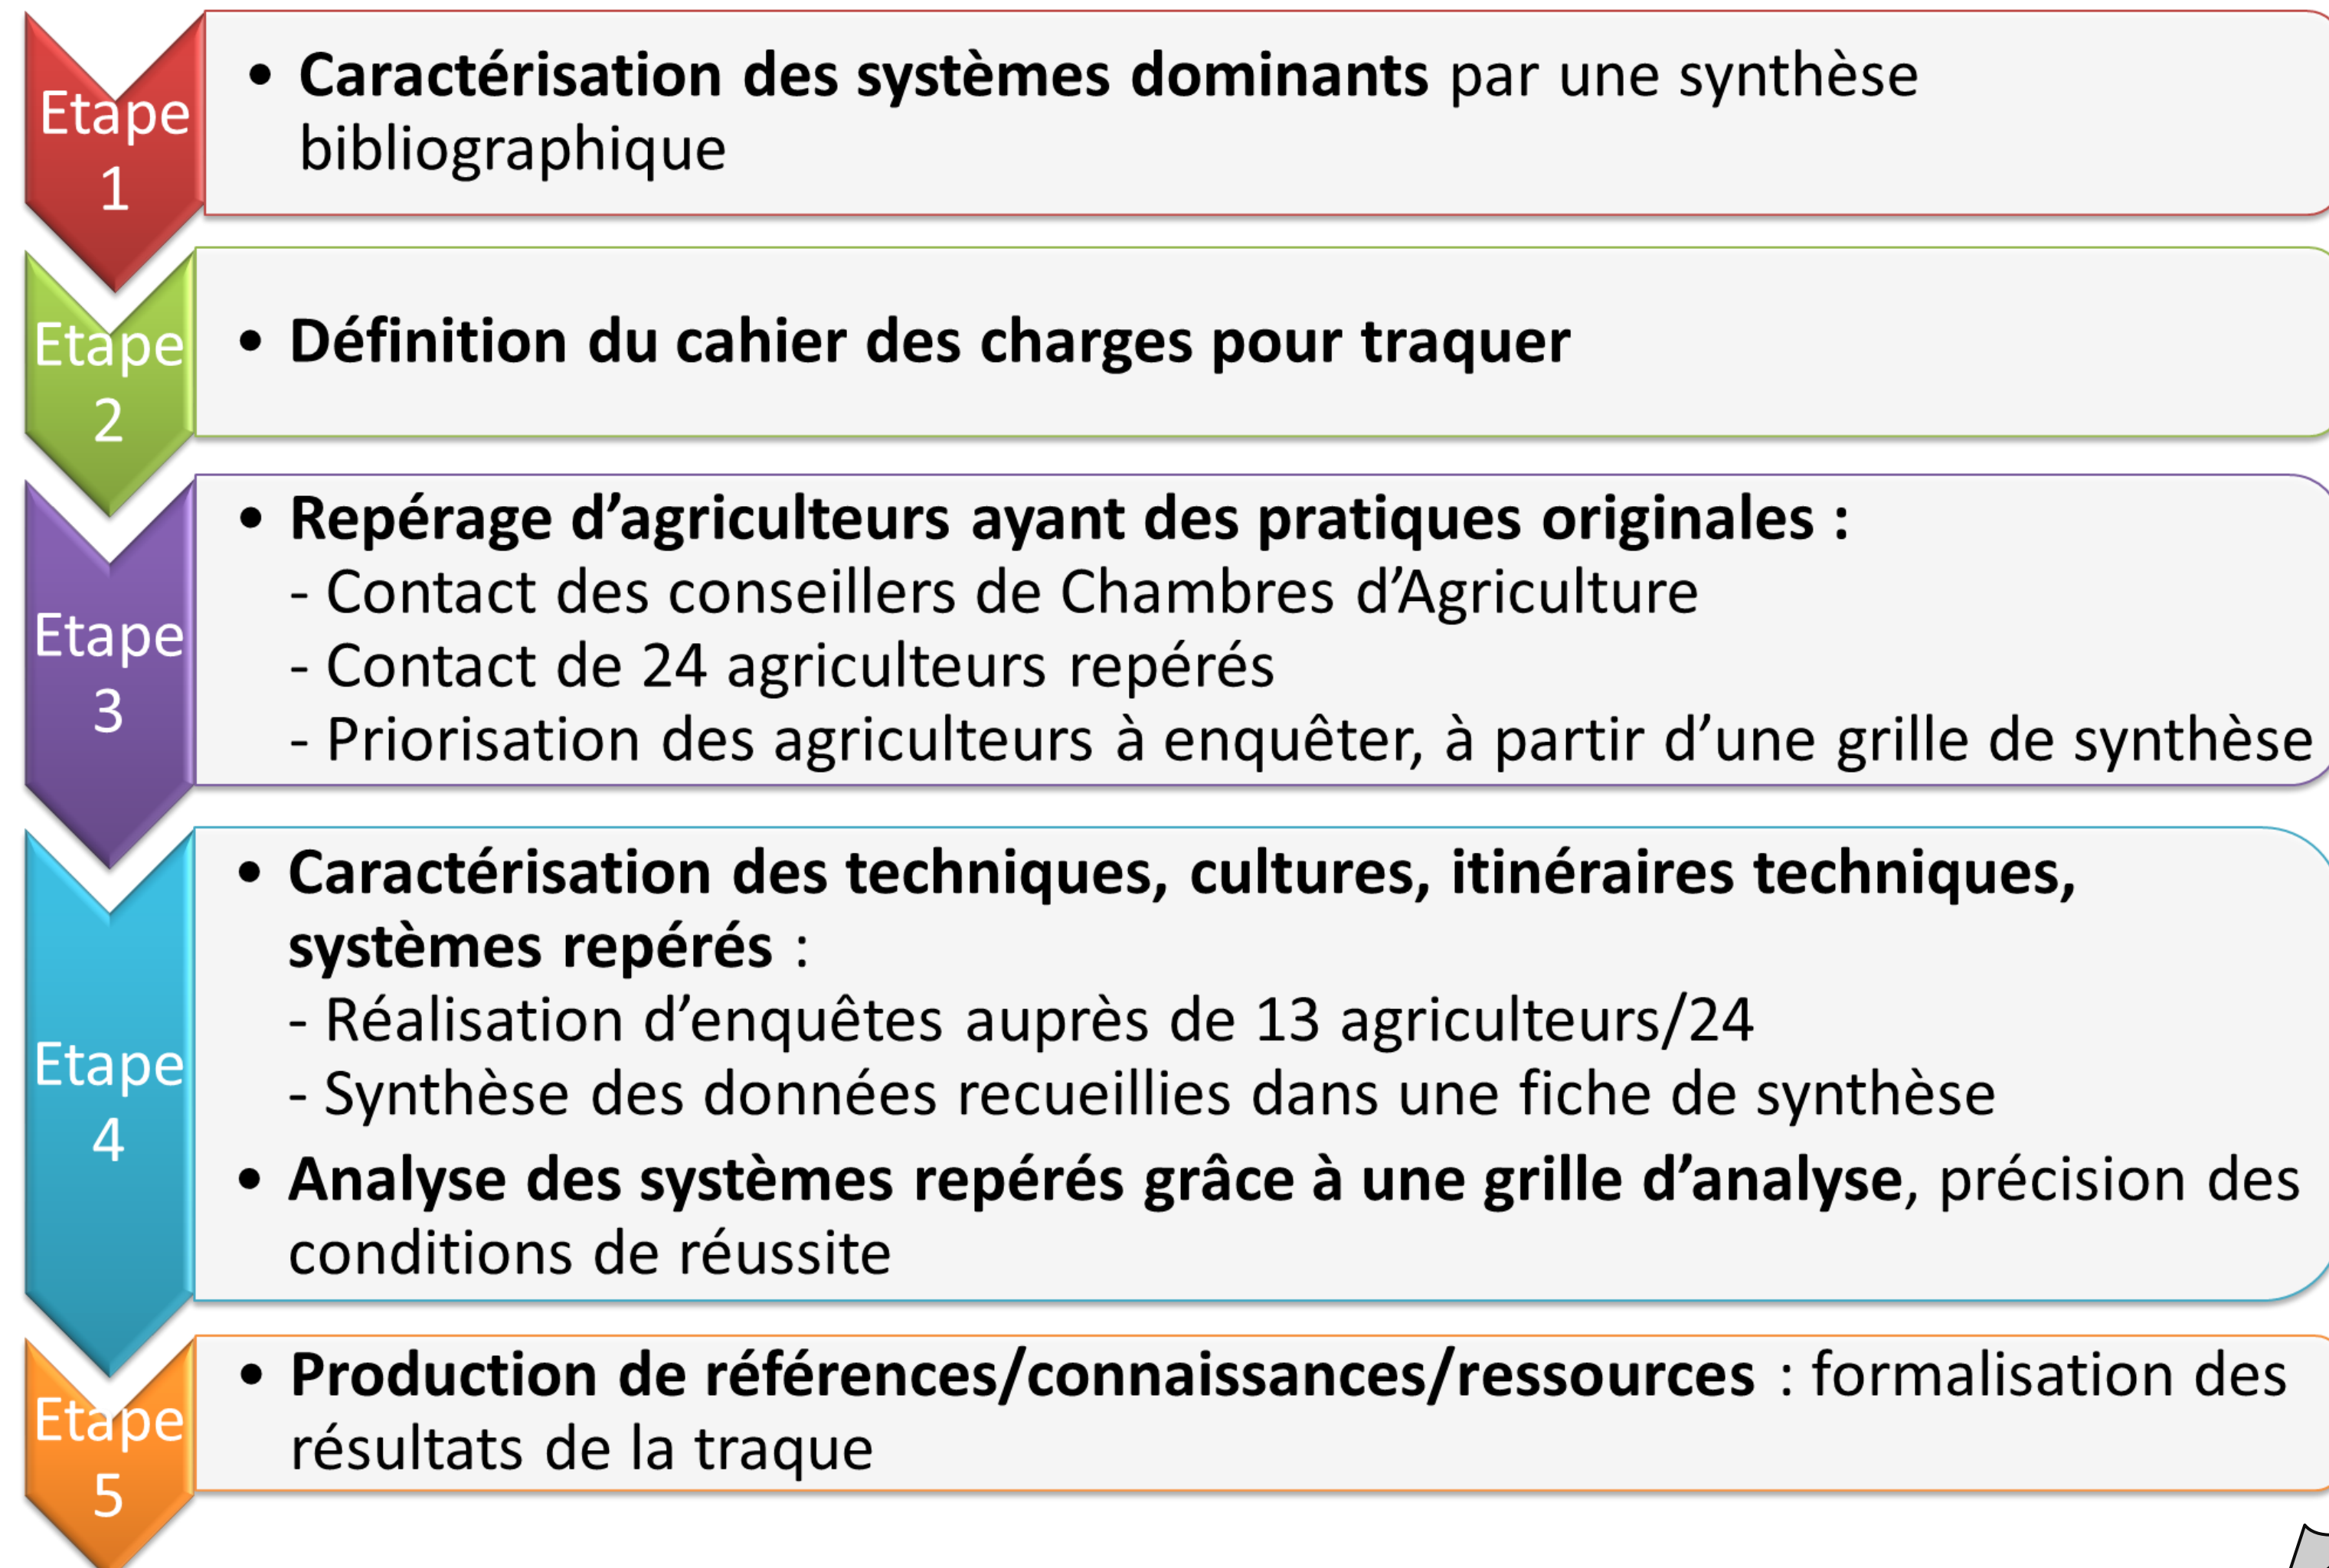 Etape
1
• Caractérisation des systèmes dominants par une synthèse
bibliographique
Etape
2
• Définition du cahier des charges pour traquer
Etape
3
• Repérage d’agriculteurs ayant des pratiques originales :
- Contact des conseillers de Chambres d’Agriculture
- Contact de 24 agriculteurs repérés
- Priorisation des agriculteurs à enquêter, à partir d’une grille de synthèse
Etape
4
• Caractérisation des techniques, cultures, itinéraires techniques,
systèmes repérés :
- Réalisation d’enquêtes auprès de 13 agriculteurs/24
- Synthèse des données recueillies dans une fiche de synthèse
• Analyse des systèmes repérés grâce à une grille d’analyse, précision des
conditions de réussite
Etape
5
• Production de références/connaissances/ressources : formalisation des
résultats de la traque